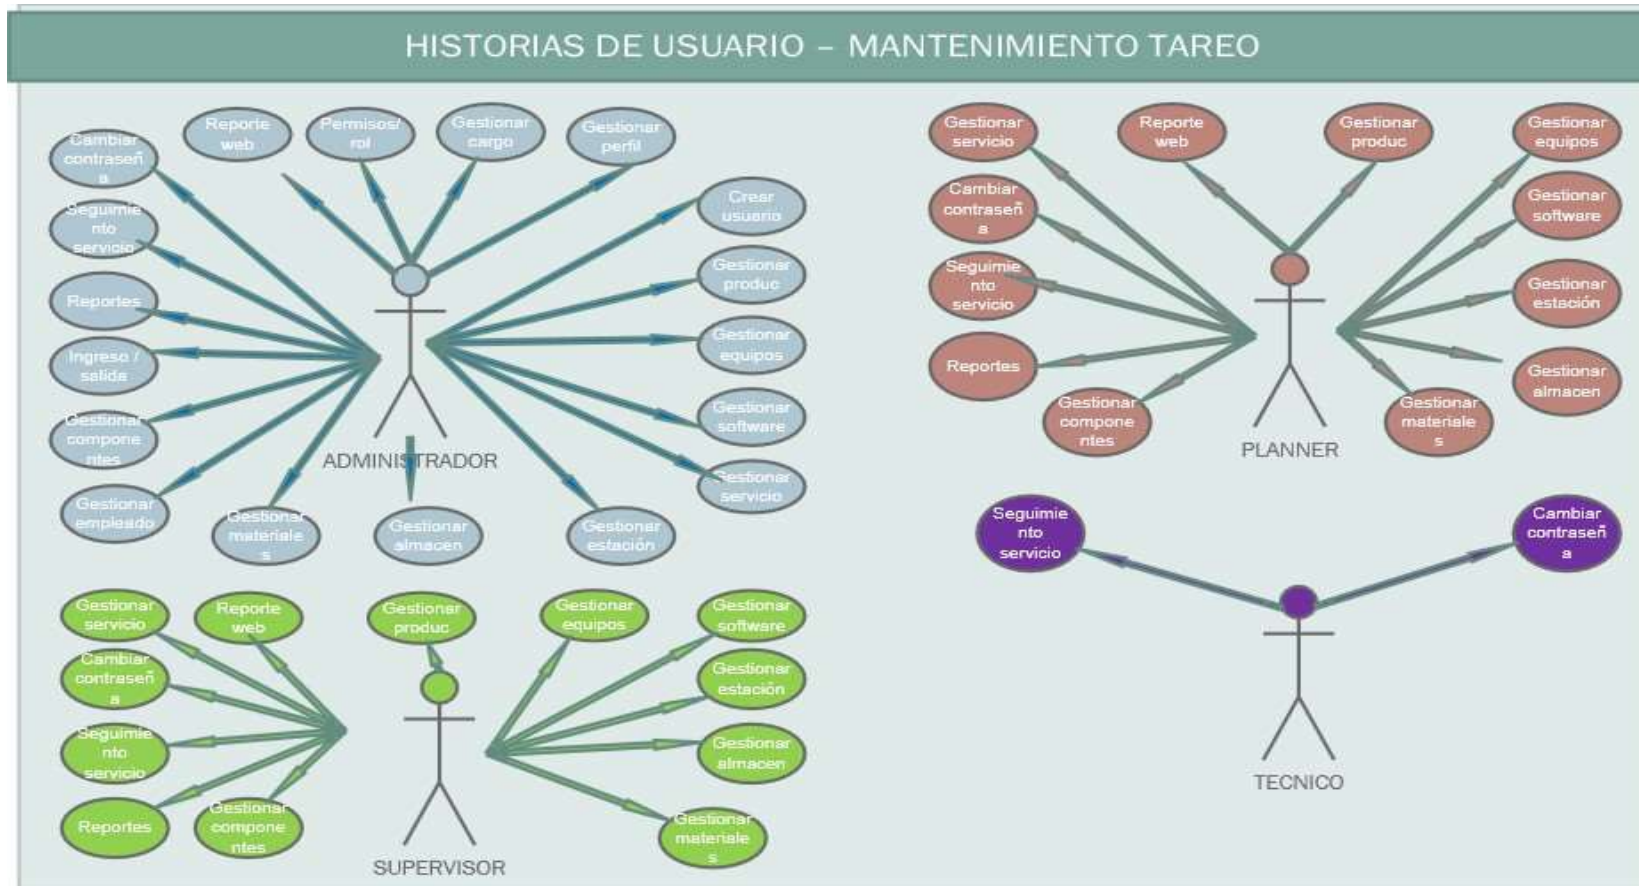 HISTORIAS DE USUARIO – MANTENIMIENTO TAREO
Cambiar
contraseñ
a
Reporte
web
Permisos/
rol
Gestionar
cargo
Gestionar
perfil
Seguimie
nto
servicio
Crear
usuario
Reportes
Gestionar
produc
Ingreso /
salida
Gestionar
equipos
Gestionar
compone
ntes
Gestionar
software
ADMINISTRADOR
Gestionar
servicio
Gestionar
empleado
Gestionar
materiale
s
Gestionar
almacen
Gestionar
estación
Gestionar
servicio
Reporte
web
Gestionar
produc
Gestionar
equipos
Cambiar
contraseñ
a
Gestionar
software
Seguimie
nto
servicio
Gestionar
estación
Reportes
Gestionar
almacen
Gestionar
compone
ntes
Gestionar
materiale
s
PLANNER
Gestionar
servicio
Reporte
web
Gestionar
produc
Gestionar
equipos
Gestionar
software
Cambiar
contraseñ
a
Gestionar
estación
Seguimie
nto
servicio
Gestionar
almacen
Reportes
Gestionar
compone
ntes
Gestionar
materiale
s
SUPERVISOR
Seguimie
nto
servicio
Cambiar
contraseñ
a
TECNICO